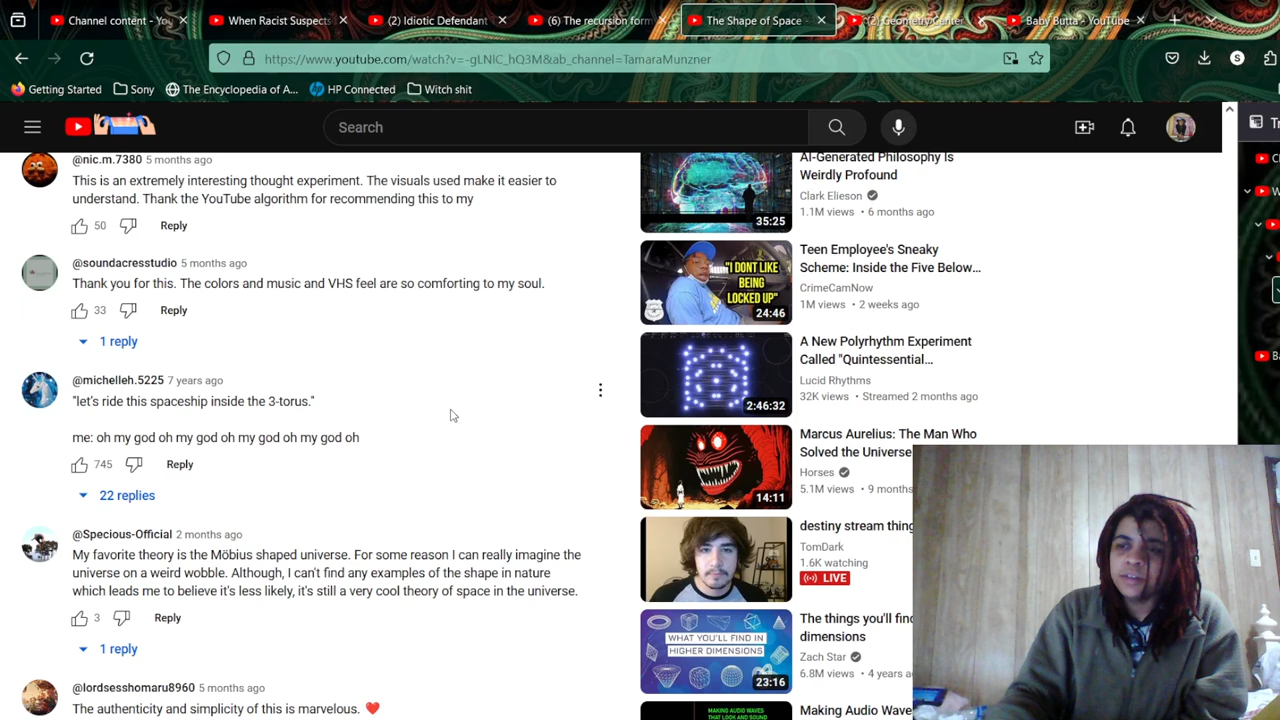 Channel content - You
When Racist Suspects
(2) Idiotic Defendant
(6) The recursion form
The Shape of Space -
(2) Geometry Center
Baby Butta - YouTube
https://www.youtube.com/watch?v=-gLNlC_hQ3M&ab_channel=TamaraMunzner
S
Getting Started
Sony
The Encyclopedia of A...
HP Connected
Witch shit
Search
@nic.m.7380 5 months ago
This is an extremely interesting thought experiment. The visuals used make it easier to
understand. Thank the YouTube algorithm for recommending this to my
50
Reply
@soundacresstudio 5 months ago
Thank you for this. The colors and music and VHS feel are so comforting to my soul.
33
Reply
1 reply
@michelleh.5225 7 years ago
"let's ride this spaceship inside the 3-torus."
me: oh my god oh my god oh my god oh my god oh
745
Reply
22 replies
@Specious-Official 2 months ago
My favorite theory is the Möbius shaped universe. For some reason I can really imagine the
universe on a weird wobble. Although, I can't find any examples of the shape in nature
which leads me to believe it's less likely, it's still a very cool theory of space in the universe.
3
Reply
1 reply
@lordsesshomaru8960 5 months ago
The authenticity and simplicity of this is marvelous. ❤️
35:25
AI-Generated Philosophy Is
Weirdly Profound
Clark Elieson
1.1M views • 6 months ago
"I DONT LIKE
BEING
LOCKED UP"
24:46
Teen Employee's Sneaky
Scheme: Inside the Five Below...
CrimeCamNow
1M views • 2 weeks ago
2:46:32
A New Polyrhythm Experiment
Called "Quintessential...
Lucid Rhythms
32K views • Streamed 2 months ago
14:11
Marcus Aurelius: The Man Who
Solved the Universe
Horses
5.1M views • 9 months
destiny stream thing
TomDark
1.6K watching
LIVE
WHAT YOU'LL FIND IN
HIGHER DIMENSIONS
23:16
The things you'll find
dimensions
Zach Star
6.8M views • 4 years a
MAKING AUDIO WAVES
THAT LOOK AND SOUND
Making Audio Wave